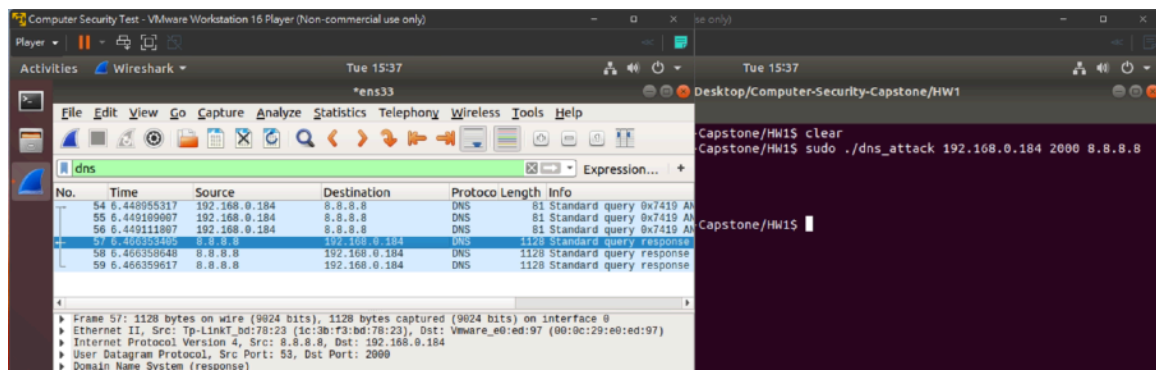 Computer Security Test - VMware Workstation 16 Player (Non-commercial use only)
se only)
Player
Activities
Wireshark
Tue 15:37
*ens33
File Edit View Go Capture Analyze Statistics Telephony Wireless Tools Help
dns
Expression... +
No. Time Source Destination Protoco Length Info
54 6.448955317 192.168.0.184 8.8.8.8 DNS 81 Standard query 0x7419 AN
55 6.449109007 192.168.0.184 8.8.8.8 DNS 81 Standard query 0x7419 AN
56 6.449111807 192.168.0.184 8.8.8.8 DNS 81 Standard query 0x7419 AN
57 6.466353405 8.8.8.8 192.168.0.184 DNS 1128 Standard query response
58 6.466358648 8.8.8.8 192.168.0.184 DNS 1128 Standard query response
59 6.466359617 8.8.8.8 192.168.0.184 DNS 1128 Standard query response
Frame 57: 1128 bytes on wire (9024 bits), 1128 bytes captured (9024 bits) on interface 0
Ethernet II, Src: Tp-LinkT_bd:78:23 (1c:3b:f3:bd:78:23), Dst: Vmware_e0:ed:97 (00:0c:29:e0:ed:97)
Internet Protocol Version 4, Src: 8.8.8.8, Dst: 192.168.0.184
User Datagram Protocol, Src Port: 53, Dst Port: 2000
Domain Name System (response)
Tue 15:37
Desktop/Computer-Security-Capstone/HW1
-Capstone/HW1$ clear
-Capstone/HW1$ sudo ./dns_attack 192.168.0.184 2000 8.8.8.8
-Capstone/HW1$